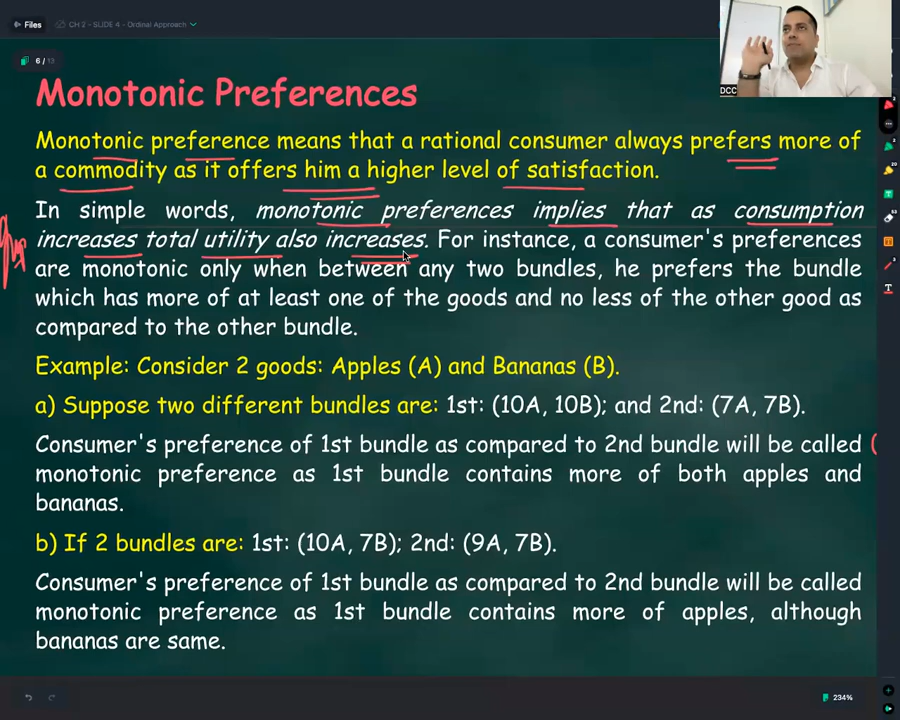 Files
CH 2 - SLIDE 4 - Ordinal Approach
6 / 13
DCC
Monotonic Preferences
Monotonic preference means that a rational consumer always prefers more of
a commodity as it offers him a higher level of satisfaction.
In simple words, monotonic preferences implies that as consumption
increases total utility also increases. For instance, a consumer's preferences
are monotonic only when between any two bundles, he prefers the bundle
which has more of at least one of the goods and no less of the other good as
compared to the other bundle.
Example: Consider 2 goods: Apples (A) and Bananas (B).
a) Suppose two different bundles are: 1st: (10A, 10B); and 2nd: (7A, 7B).
Consumer's preference of 1st bundle as compared to 2nd bundle will be called
monotonic preference as 1st bundle contains more of both apples and
bananas.
b) If 2 bundles are: 1st: (10A, 7B); 2nd: (9A, 7B).
Consumer's preference of 1st bundle as compared to 2nd bundle will be called
monotonic preference as 1st bundle contains more of apples, although
bananas are same.
234%